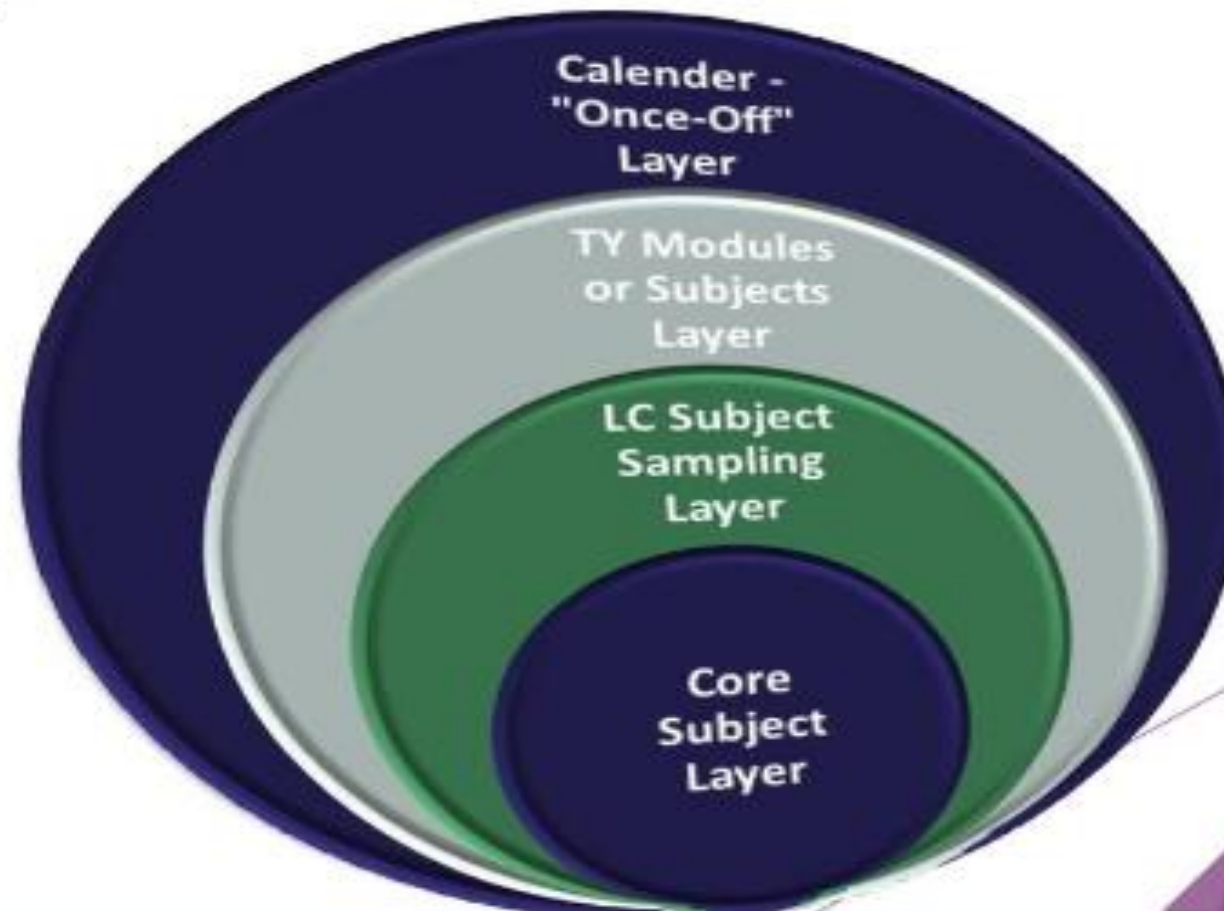 Calender -
"Once-Off"
Layer
TY Modules
or Subjects
Layer
LC Subject
Sampling
Layer
Core
Subject
Layer